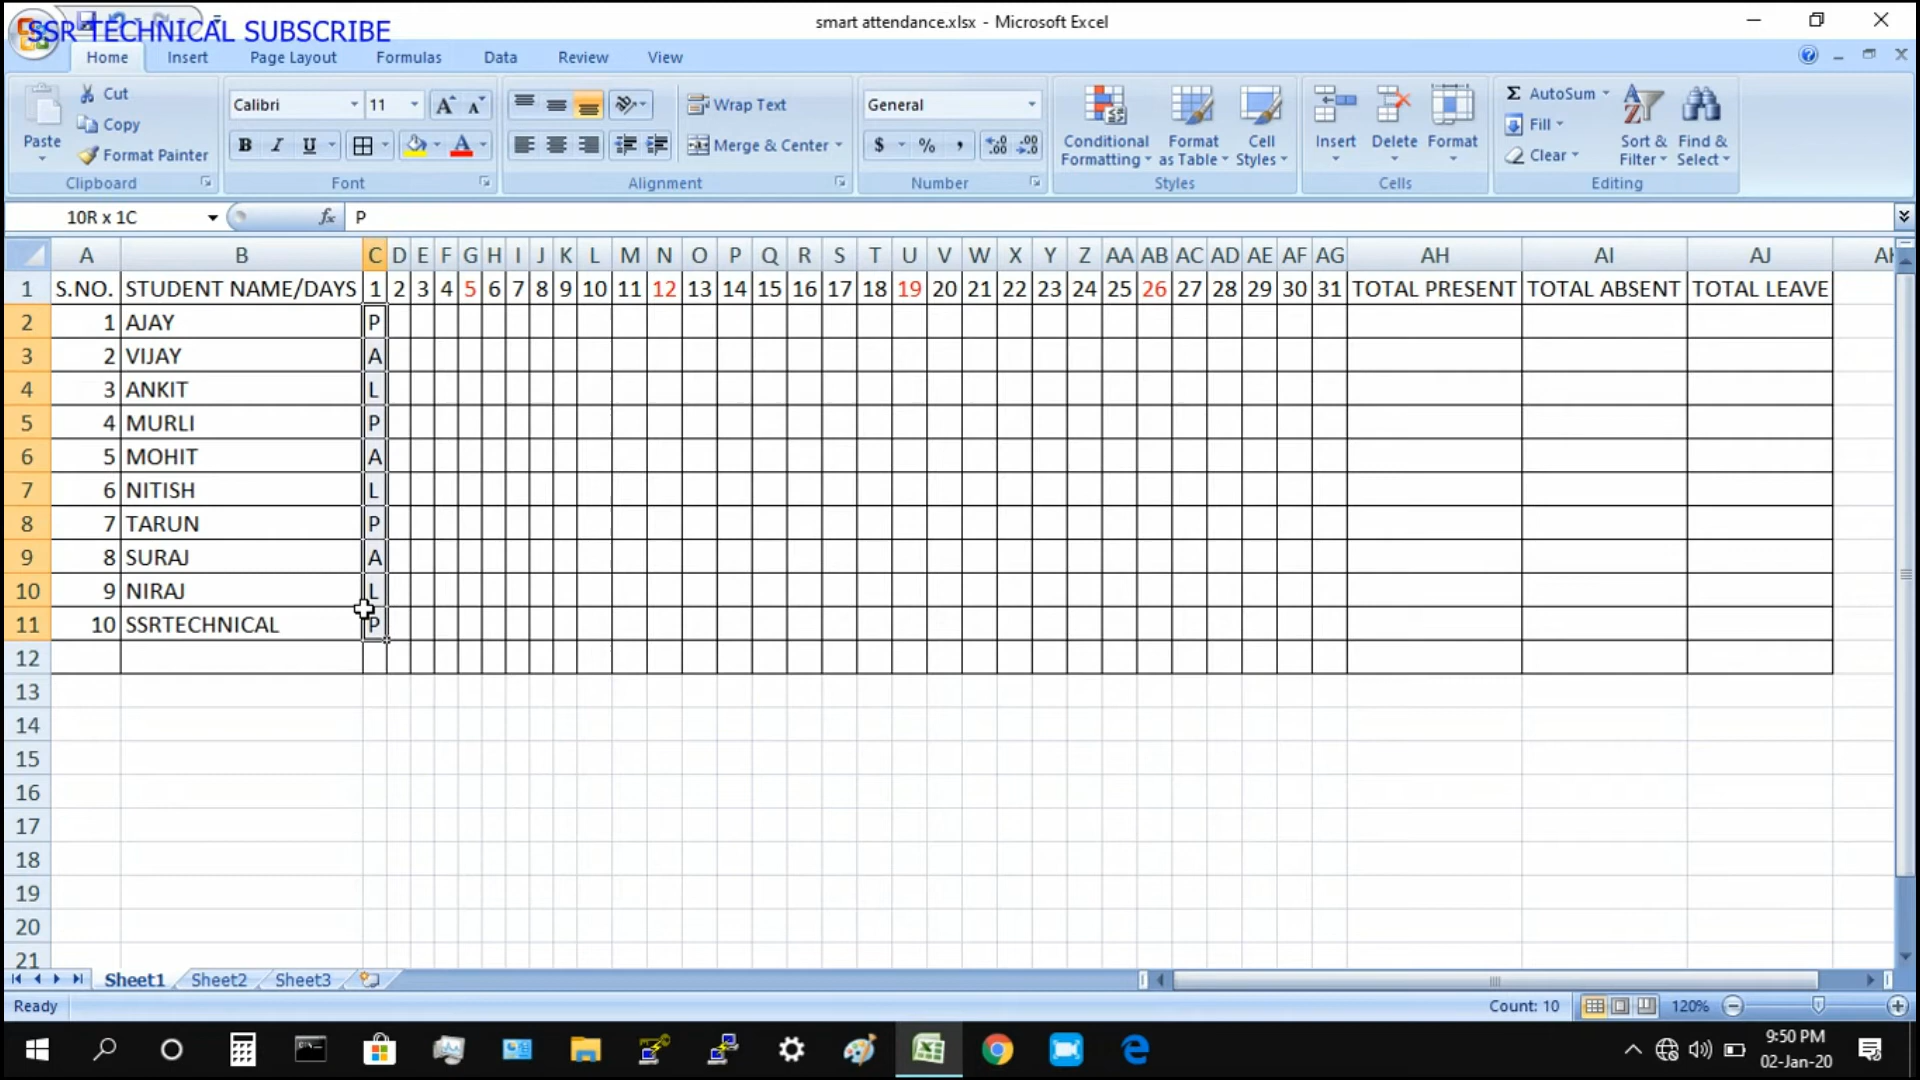 SSR TECHNICAL SUBSCRIBE
smart attendance.xlsx - Microsoft Excel
Home Insert Page Layout Formulas Data Review View
Paste
Cut
Copy
Format Painter
Clipboard
Calibri 11
B I U
Font
Wrap Text
Merge & Center
Alignment
General
$ % ,
Number
Conditional Formatting
Format as Table
Cell Styles
Styles
Insert Delete Format
Cells
Σ AutoSum
Fill
Clear
Sort & Filter
Find & Select
Editing
10R x 1C fx P
A B C D E F G H I J K L M N O P Q R S T U V W X Y Z AA AB AC AD AE AF AG AH AI AJ
1 S.NO. STUDENT NAME/DAYS 1 2 3 4 5 6 7 8 9 10 11 12 13 14 15 16 17 18 19 20 21 22 23 24 25 26 27 28 29 30 31 TOTAL PRESENT TOTAL ABSENT TOTAL LEAVE
2 1 AJAY P
3 2 VIJAY A
4 3 ANKIT L
5 4 MURLI P
6 5 MOHIT A
7 6 NITISH L
8 7 TARUN P
9 8 SURAJ A
10 9 NIRAJ L
11 10 SSRTECHNICAL P
12
13
14
15
16
17
18
19
20
21
Sheet1 Sheet2 Sheet3
Ready Count: 10 120%
9:50 PM
02-Jan-20